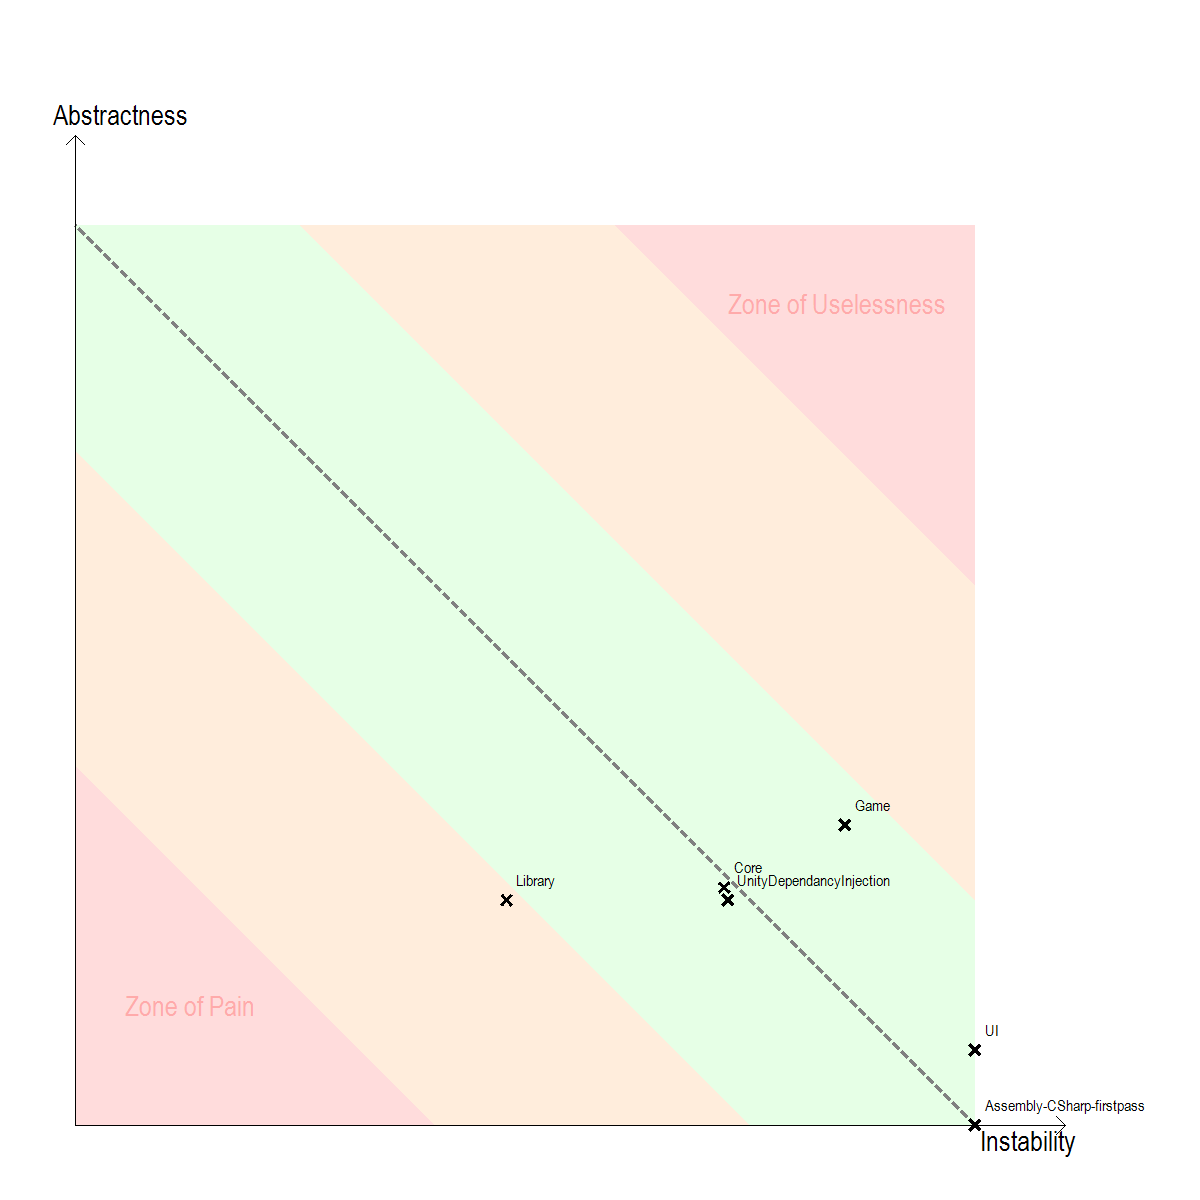 Abstractness
Zone of Uselessness
Game
Core
UnityDependancyInjection
Library
Zone of Pain
UI
Assembly-CSharp-firstpass
Instability